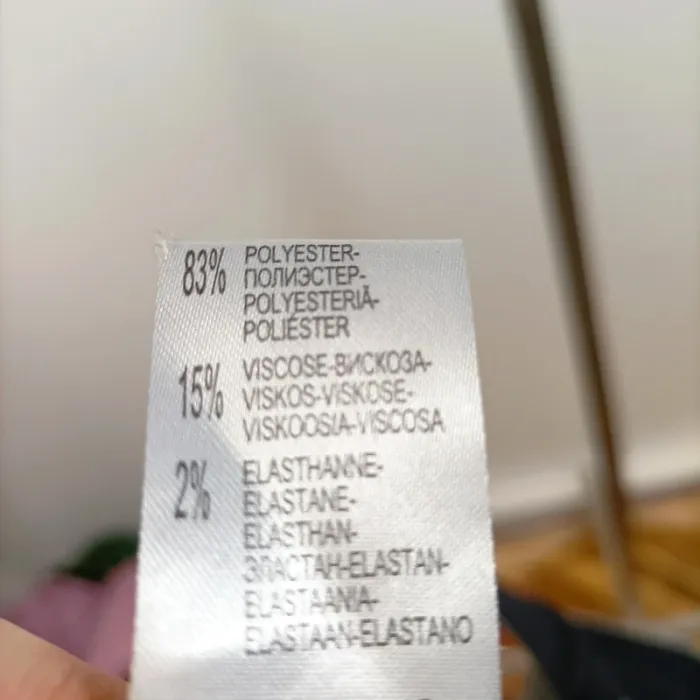 83% POLYESTER-
ПОЛИЭСТЕР-
POLYESTERIÄ-
POLIÉSTER
15% VISCOSE-ВИСКОЗА-
VISKOS-VISKOSE-
VISKOOSIA-VISCOSA
2% ELASTHANNE-
ELASTANE-
ELASTHAN-
ЭЛАСТАН-ELASTAN-
ELASTAANIA-
ELASTAAN-ELASTANO